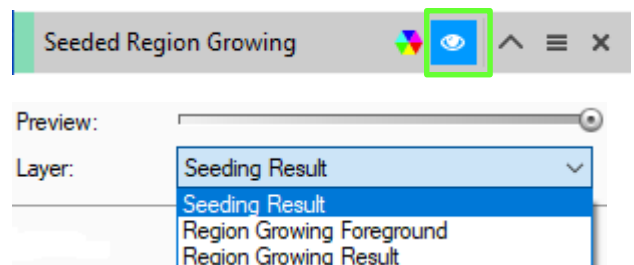 Seeded Region Growing
Preview:
Layer: Seeding Result
Seeding Result
Region Growing Foreground
Region Growing Result